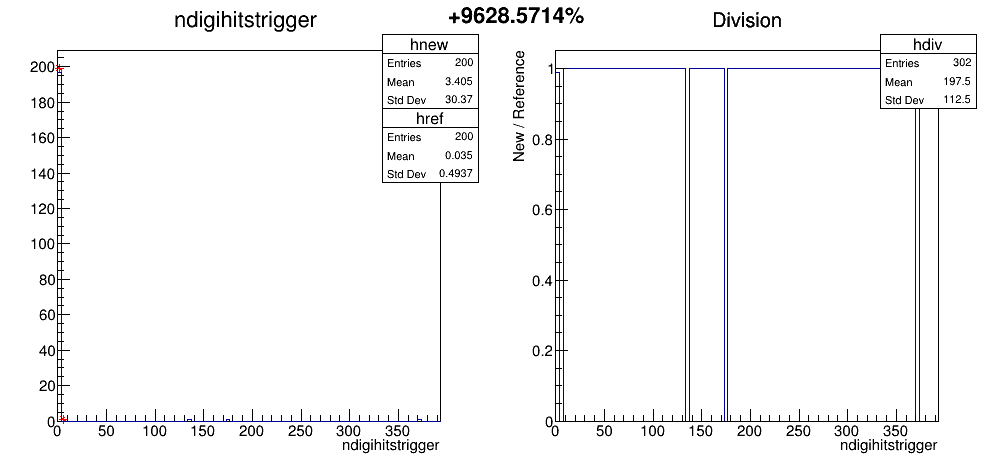 +9628.5714%
ndigihitstrigger
hnew
Entries 200
Mean 3.405
Std Dev 30.37
href
Entries 200
Mean 0.035
Std Dev 0.4937
200
180
160
140
120
100
80
60
40
20
0
0 50 100 150 200 250 300 350
ndigihitstrigger
Division
hdiv
Entries 302
Mean 197.5
Std Dev 112.5
New / Reference
1
0.8
0.6
0.4
0.2
0
0 50 100 150 200 250 300 350
ndigihitstrigger